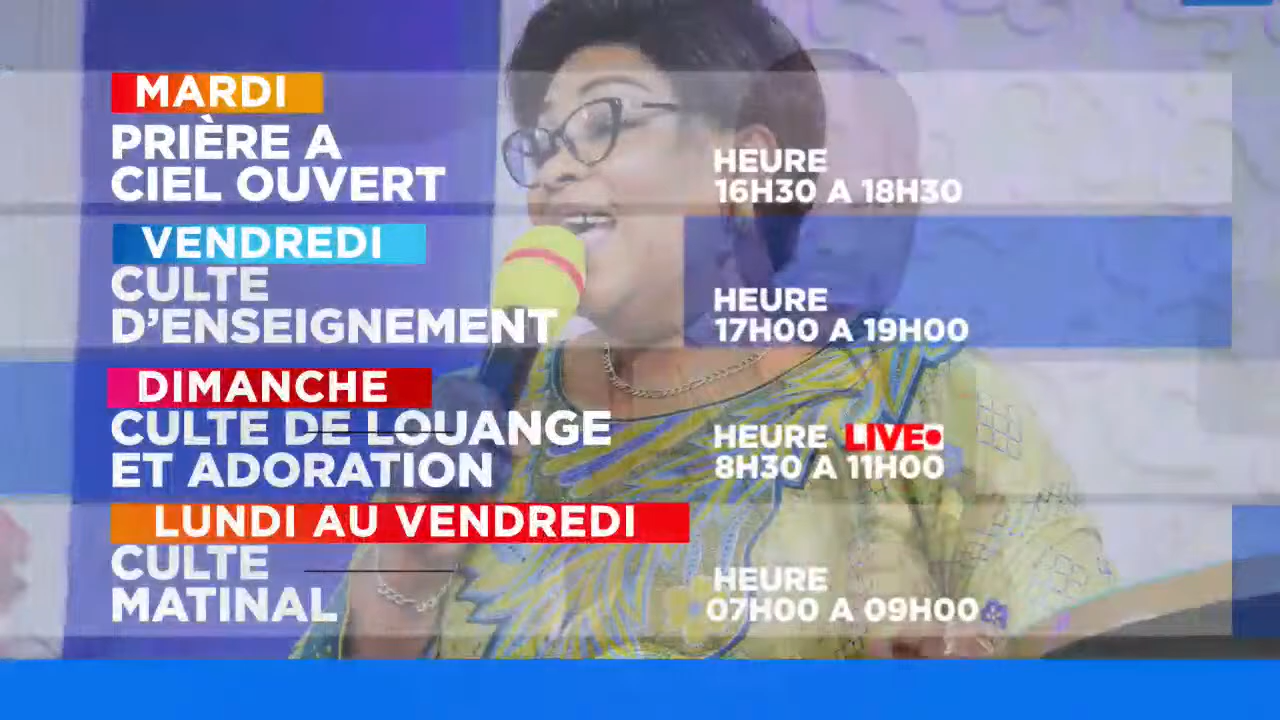 MARDI
PRIÈRE A
CIEL OUVERT
HEURE
16H30 A 18H30
VENDREDI
CULTE
D'ENSEIGNEMENT
HEURE
17H00 A 19H00
DIMANCHE
CULTE DE LOUANGE
ET ADORATION
HEURE LIVE
8H30 A 11H00
LUNDI AU VENDREDI
CULTE
MATINAL
HEURE
07H00 A 09H00